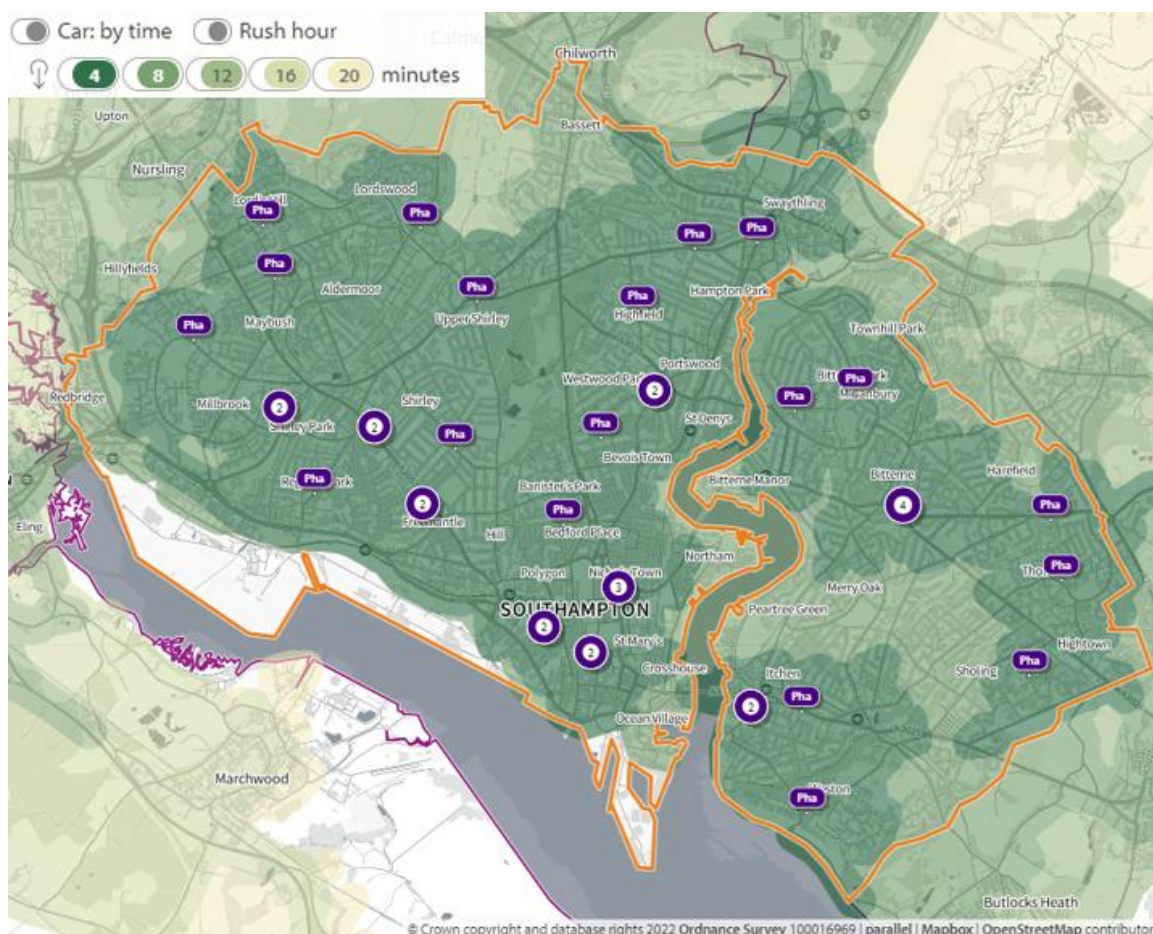 Car: by time Rush hour
4 8 12 16 20 minutes
Chilworth
Upton
Bassett
Nursling
Lordswood
Pha
Pha
Swaythling
Pha
Pha
Hillyfields
Pha
Aldermoor
Pha
Upper Shirley
Pha
Highfield
Hampton Park
Pha
Maybush
Townhill Park
Portswood
Westwood Park
2
Pha
Pha
Redbridge
Millbrook
2
Shirley
2
Pha
Pha
St Denys
Bevois Town
Bitterne
Harefield
Pha
Banister's Park
Bitterne Manor
2
Pha
4
Pha
Eling
Hill
Bedford Place
Northam
Polygon
3
Pha
Merry Oak
SOUTHAMPTON
Peartree Green
2
2
St Mary's
Hightown
Crosshouse
Itchen
Sholing
Pha
2
Pha
Ocean Village
Marchwood
Pha
Butlocks Heath
© Crown copyright and database rights 2022 Ordnance Survey 100016969 | parallel | Mapbox | OpenStreetMap contributor